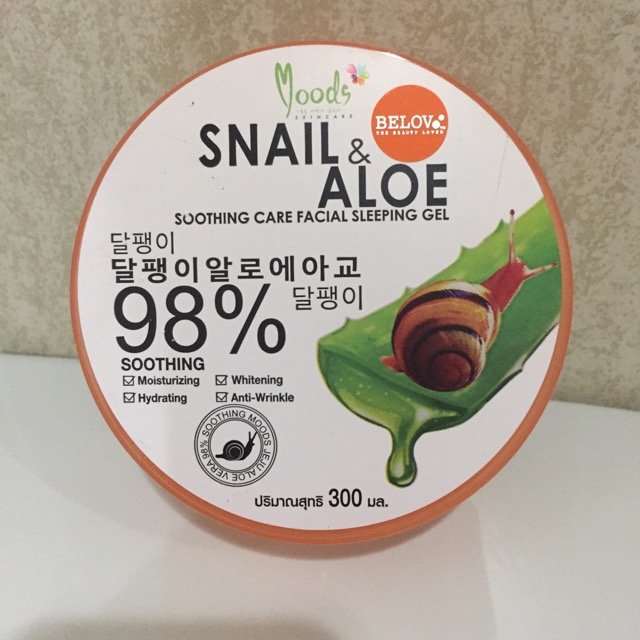 Moods
SKINCARE
BELOV
THE BEAUTY LOVER
SNAIL &
ALOE
SOOTHING CARE FACIAL SLEEPING GEL
달팽이
달팽이알로에아교
98% 달팽이
SOOTHING
☑ Moisturizing ☑ Whitening
☑ Hydrating ☑ Anti-Wrinkle
98% SOOTHING MOODS JEJU ALOE VERA
ปริมาณสุทธิ 300 มล.